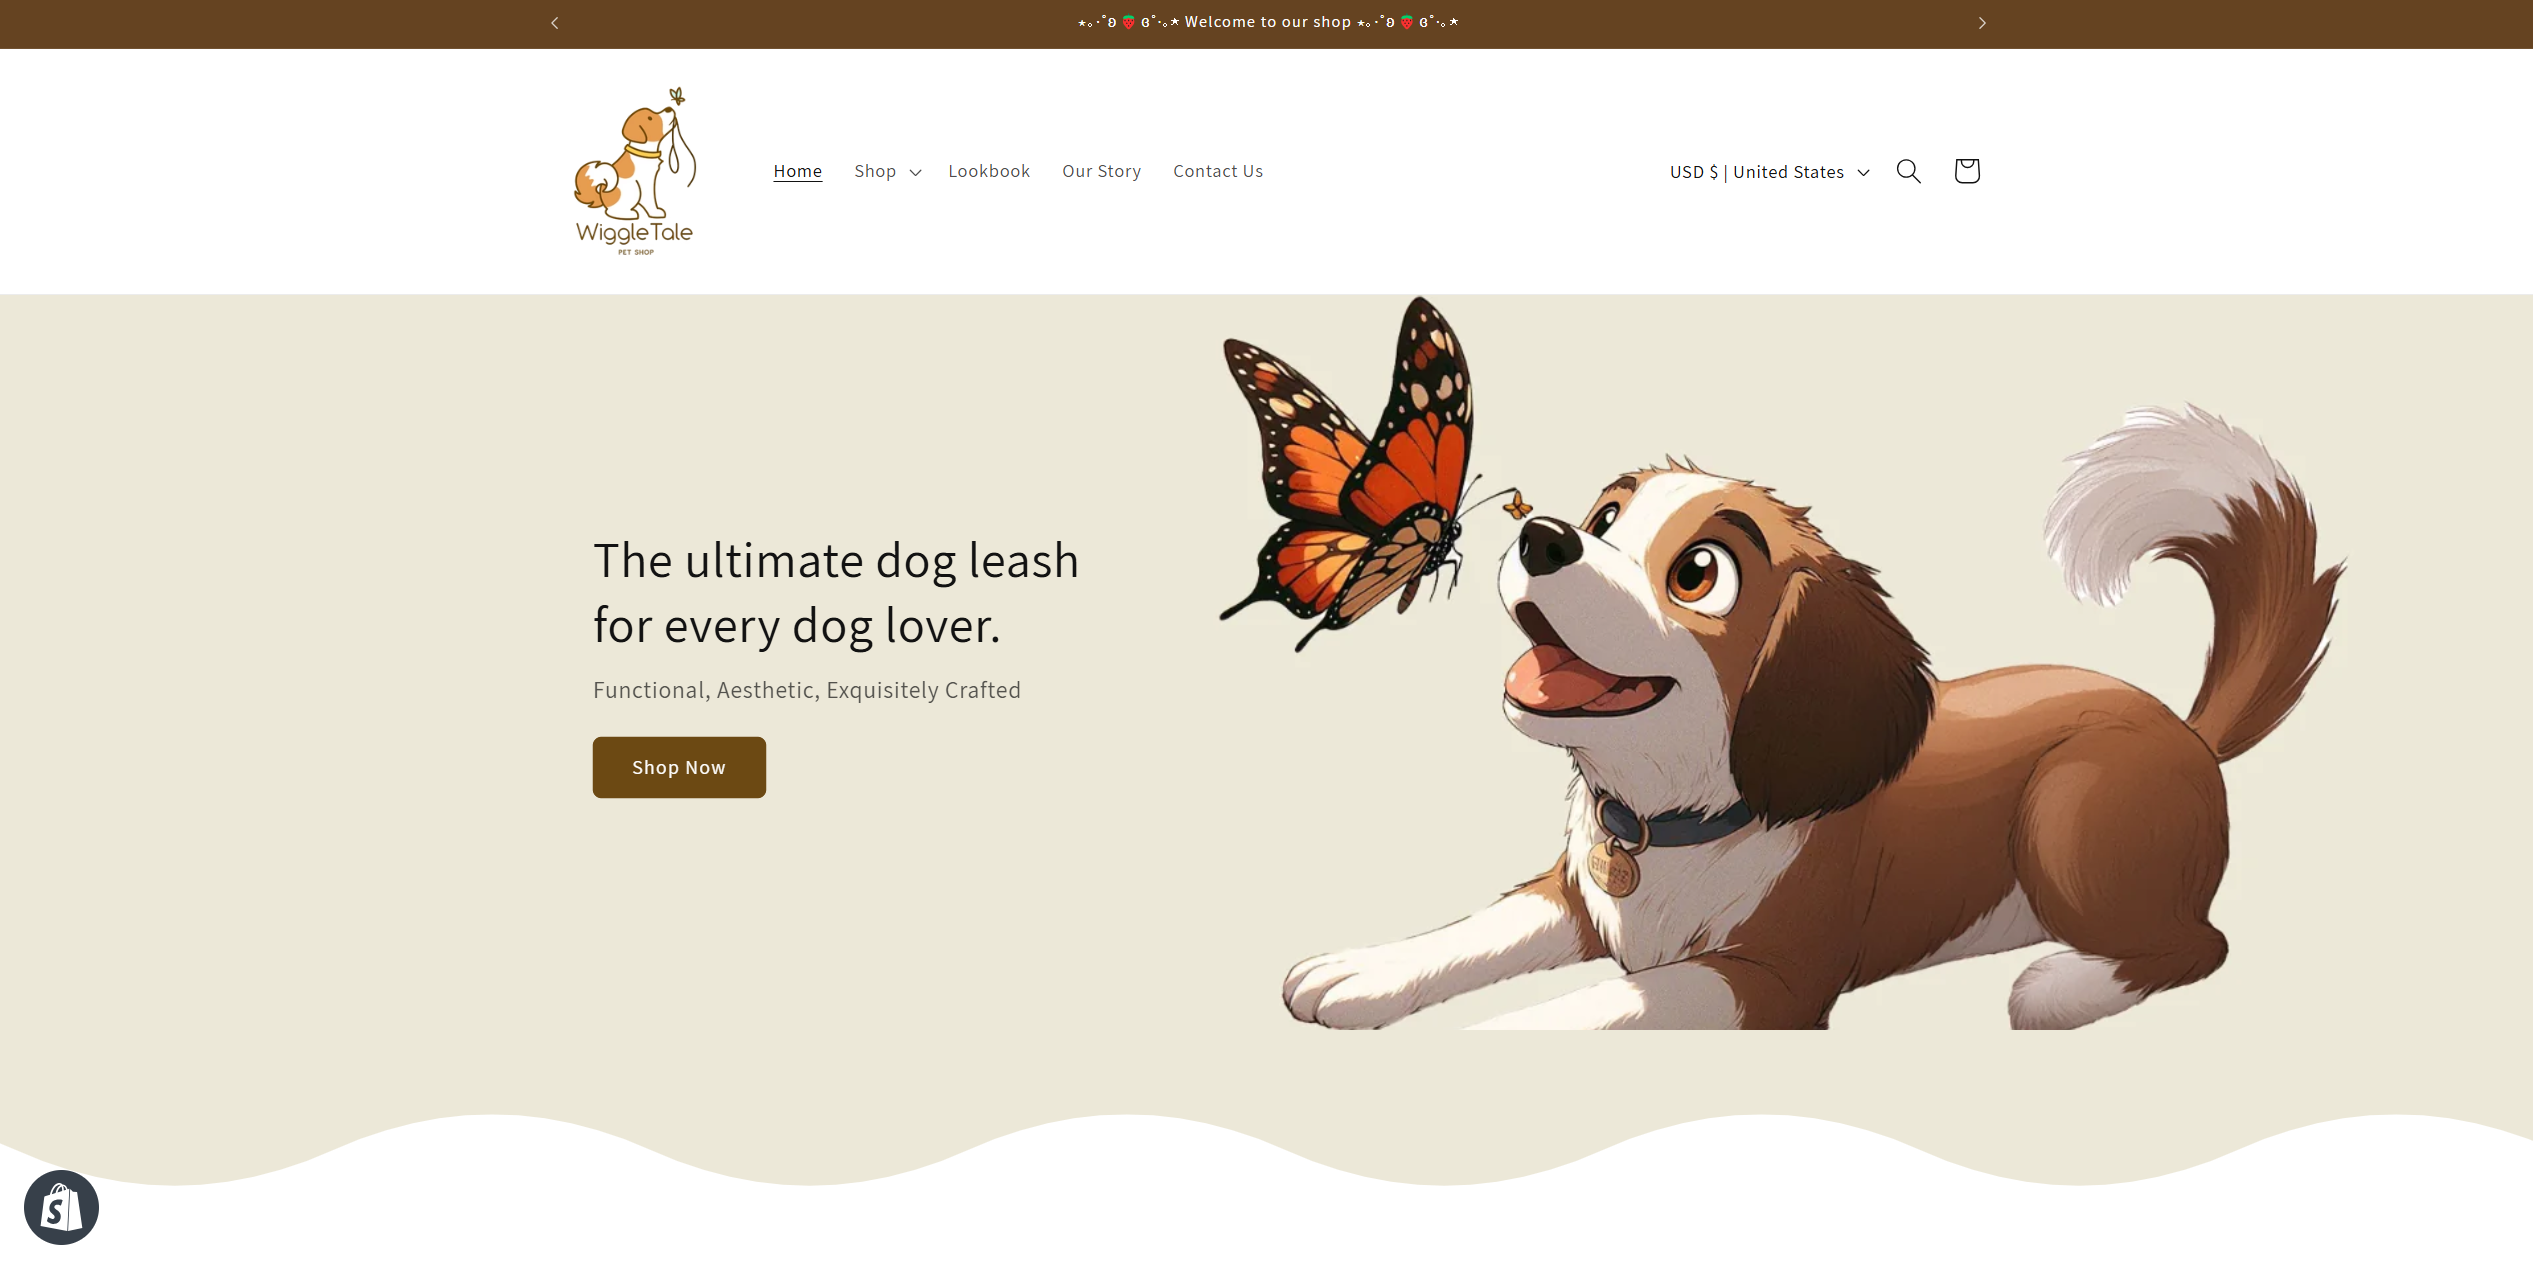 ⋆｡‧˚ʚ🍓ɞ˚‧｡⋆ Welcome to our shop ⋆｡‧˚ʚ🍓ɞ˚‧｡⋆
WiggleTale
PET SHOP
Home Shop Lookbook Our Story Contact Us
USD $ | United States
The ultimate dog leash
for every dog lover.
Functional, Aesthetic, Exquisitely Crafted
Shop Now